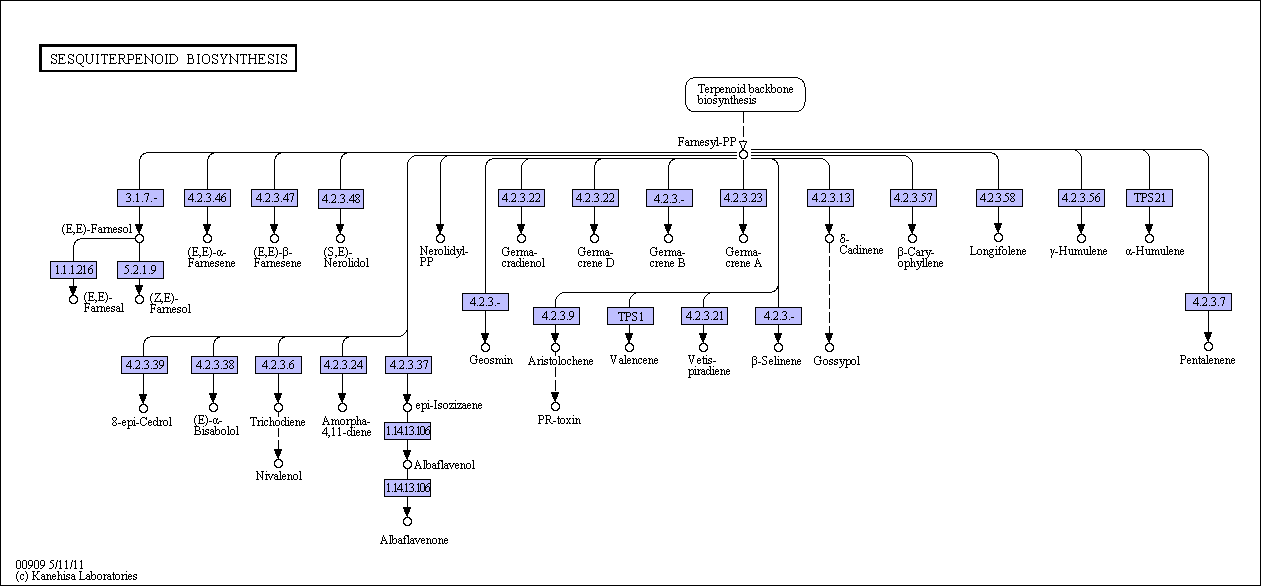 SESQUITERPENOID BIOSYNTHESIS
Terpenoid backbone
biosynthesis
Farnesyl-PP
3.1.7.-
4.2.3.46
4.2.3.47
4.2.3.48
4.2.3.22
4.2.3.22
4.2.3.-
4.2.3.23
4.2.3.13
4.2.3.57
4.2.3.58
4.2.3.56
TPS21
(E,E)-Farnesol
(E,E)-α-
Farnesene
(E,E)-β-
Farnesene
(S,E)-
Nerolidol
Nerolidyl-
PP
Germa-
cradienol
Germa-
crene D
Germa-
crene B
Germa-
crene A
δ-
Cadinene
β-Cary-
ophyllene
Longifolene
γ-Humulene
α-Humulene
1.1.1.216
5.2.1.9
(E,E)-
Farnesal
(Z,E)-
Farnesol
4.2.3.-
4.2.3.9
TPS1
4.2.3.21
4.2.3.-
4.2.3.7
Geosmin
Aristolochene
Valencene
Vetis-
piradiene
β-Selinene
Gossypol
Pentalenene
4.2.3.39
4.2.3.38
4.2.3.6
4.2.3.24
4.2.3.37
8-epi-Cedrol
(E)-α-
Bisabolol
Trichodiene
Amorpha-
4,11-diene
epi-Isozizaene
PR-toxin
1.14.13.106
Nivalenol
Albaflavenol
1.14.13.106
Albaflavenone
00909 5/11/11
(c) Kanehisa Laboratories